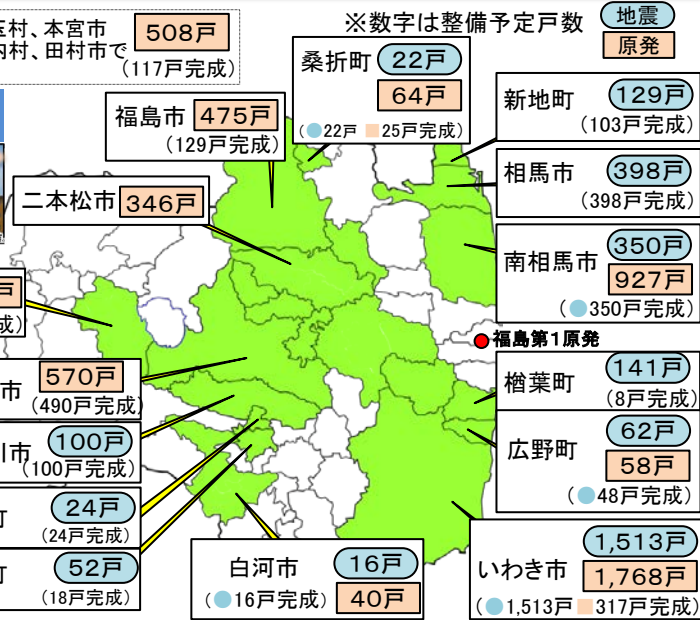 ※数字は整備予定戸数
地震
原発
玉村、本宮市
内村、田村市で
508戸
(117戸完成)
桑折町 22戸
64戸
(●22戸 ■25戸完成)
福島市 475戸
(129戸完成)
新地町 129戸
(103戸完成)
相馬市 398戸
(398戸完成)
二本松市 346戸
南相馬市 350戸
927戸
(●350戸完成)
戸
成)
福島第1原発
市 570戸
(490戸完成)
楢葉町 141戸
(8戸完成)
川市 100戸
(100戸完成)
広野町 62戸
58戸
(●48戸完成)
町 24戸
(24戸完成)
町 52戸
(18戸完成)
白河市 16戸
(●16戸完成) 40戸
いわき市 1,513戸
1,768戸
(●1,513戸 ■317戸完成)